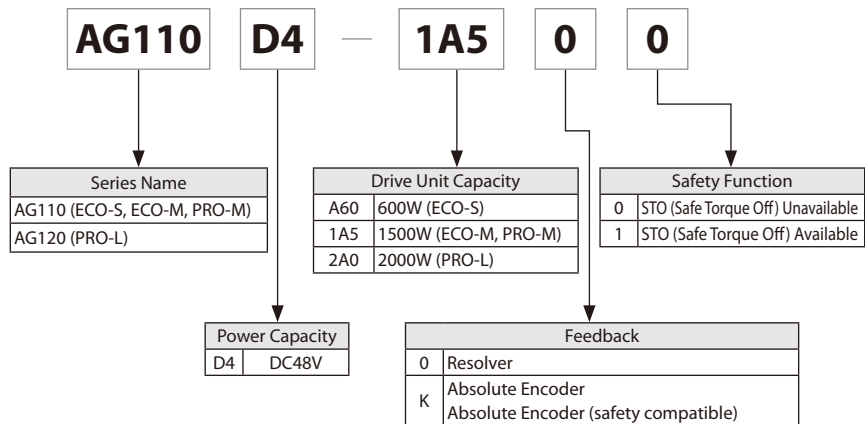 AG110 D4 — 1A5 0 0
Series Name
AG110 (ECO-S, ECO-M, PRO-M)
AG120 (PRO-L)
Drive Unit Capacity
A60 600W (ECO-S)
1A5 1500W (ECO-M, PRO-M)
2A0 2000W (PRO-L)
Safety Function
0 STO (Safe Torque Off) Unavailable
1 STO (Safe Torque Off) Available
Power Capacity
D4 DC48V
Feedback
0 Resolver
K Absolute Encoder
Absolute Encoder (safety compatible)